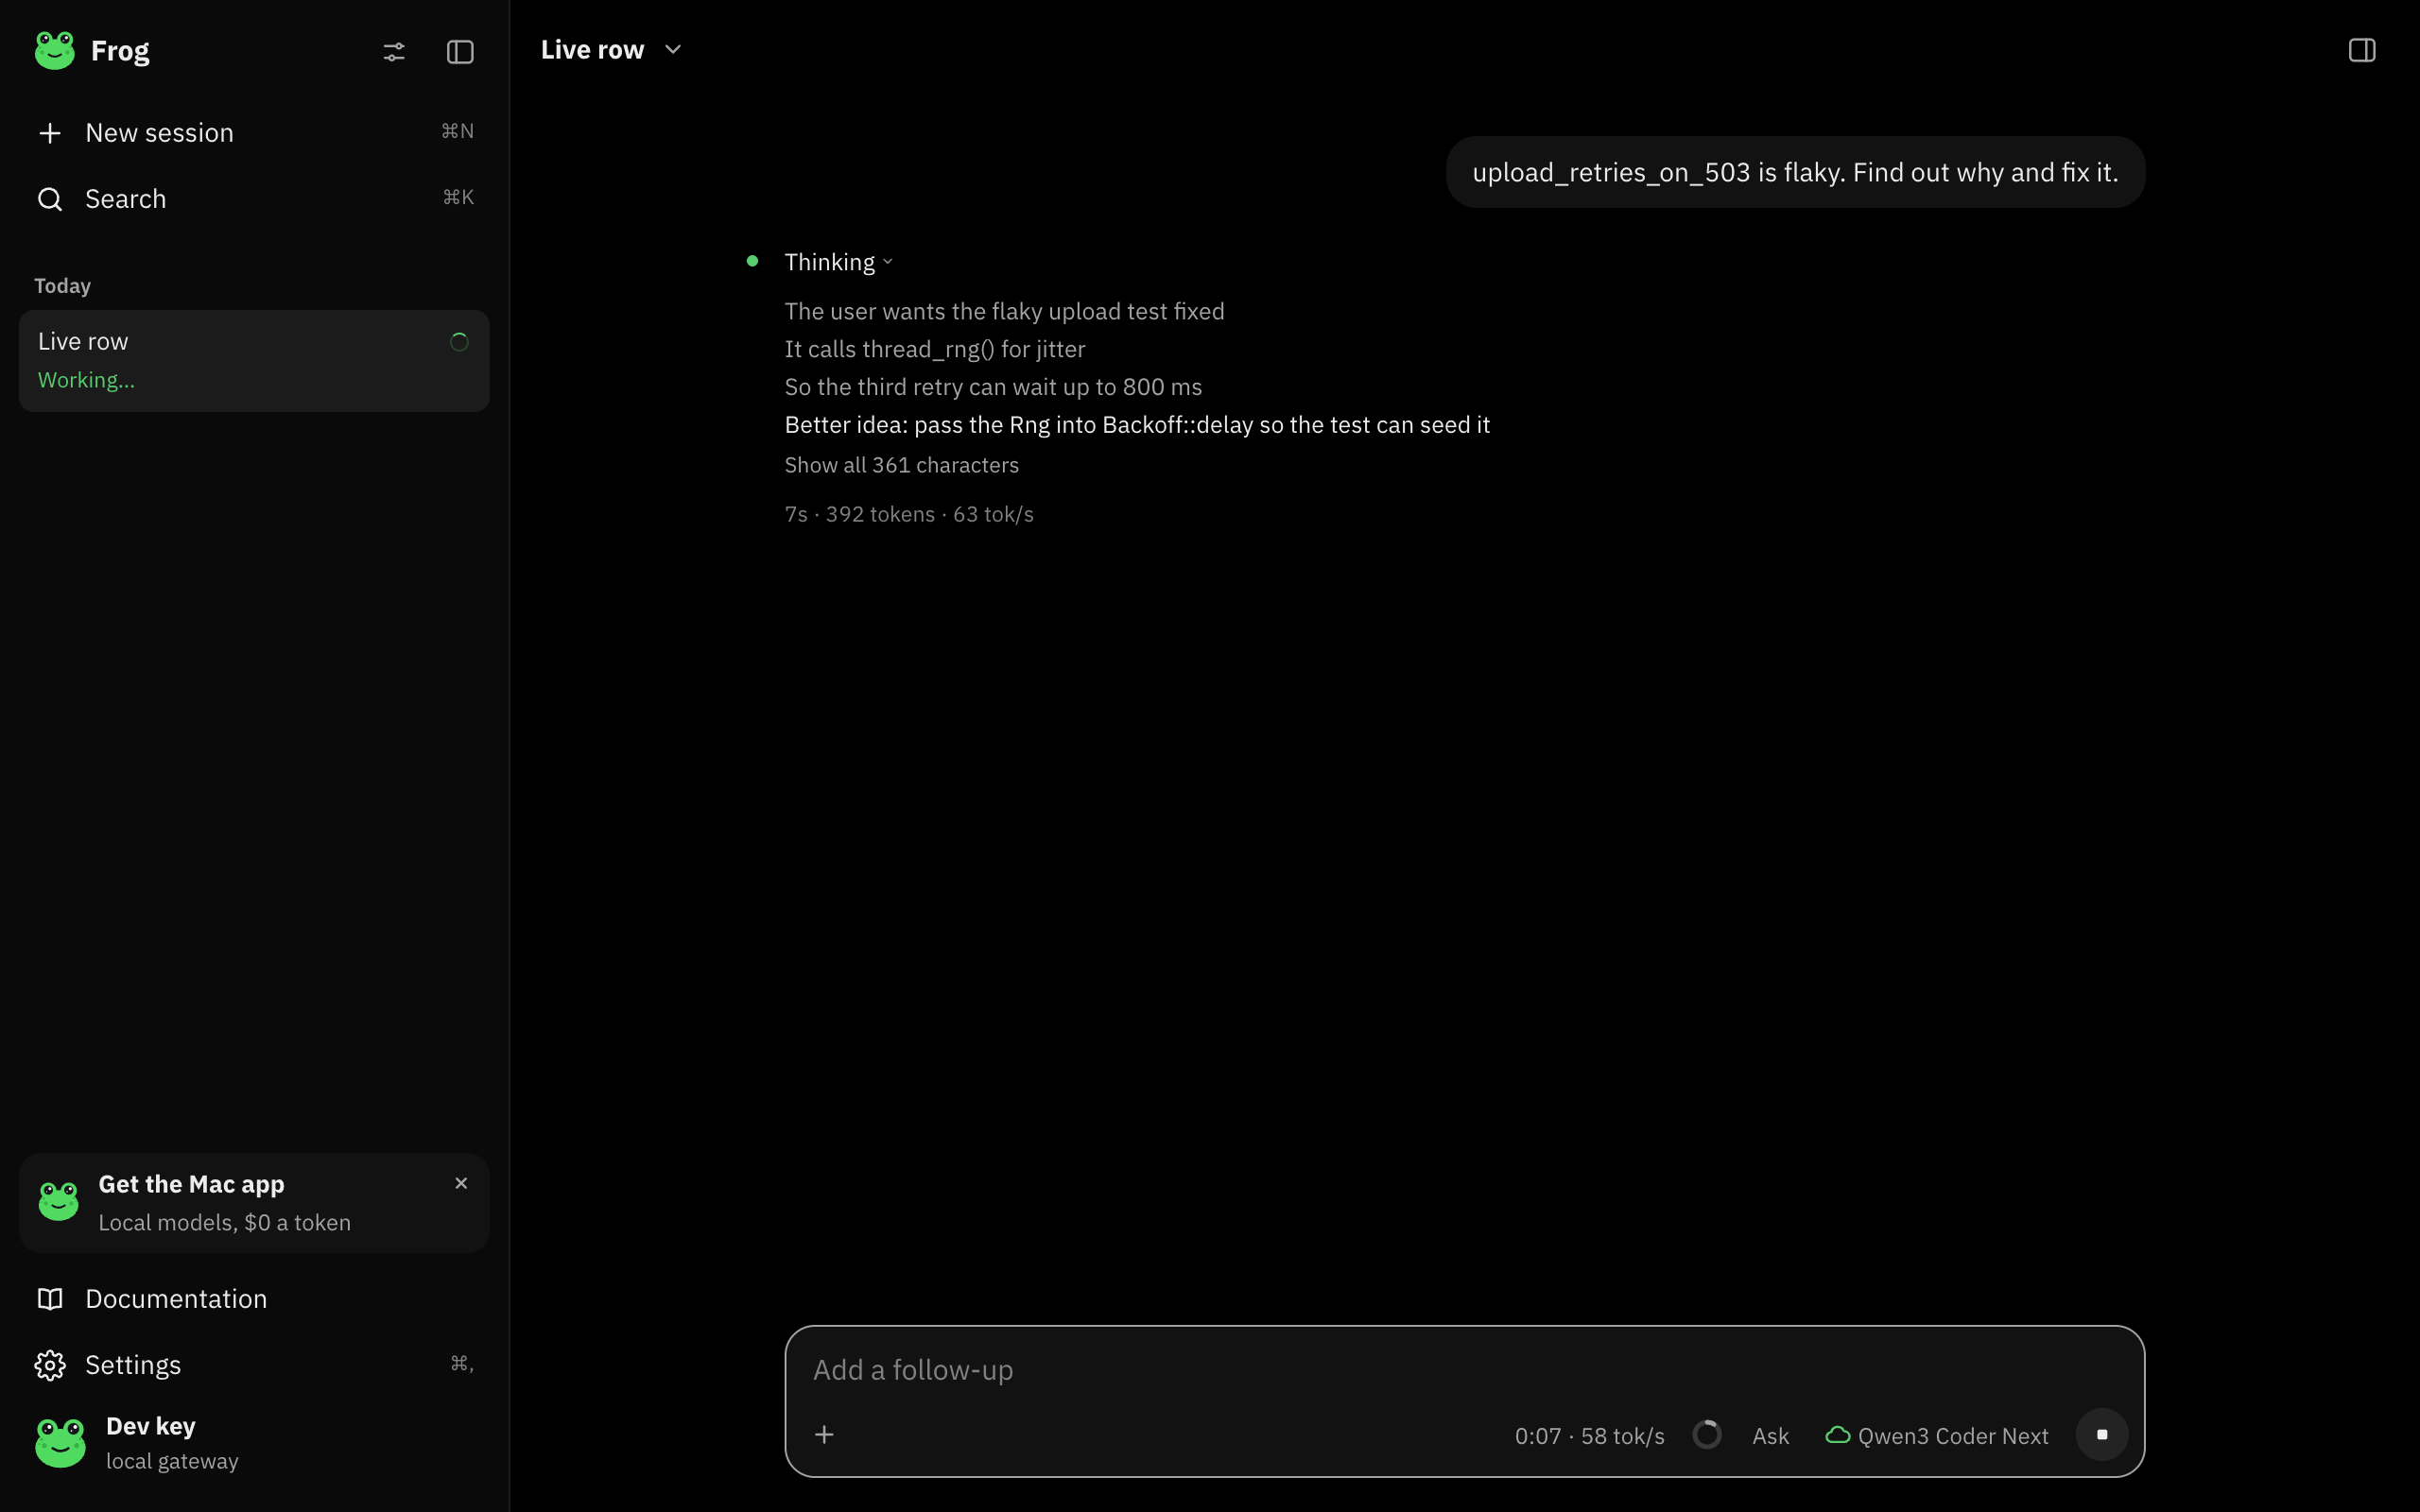 Frog
New session ⌘N
Search ⌘K
Today
Live row
Working...
Get the Mac app
Local models, $0 a token
Documentation
Settings ⌘,
Dev key
local gateway
Live row
upload_retries_on_503 is flaky. Find out why and fix it.
Thinking
The user wants the flaky upload test fixed
It calls thread_rng() for jitter
So the third retry can wait up to 800 ms
Better idea: pass the Rng into Backoff::delay so the test can seed it
Show all 361 characters
7s · 392 tokens · 63 tok/s
Add a follow-up
0:07 · 58 tok/s Ask Qwen3 Coder Next